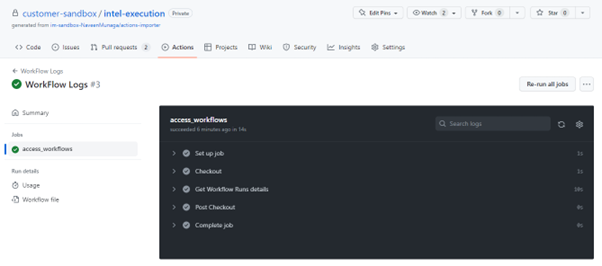 customer-sandbox / intel-execution Private
Edit Pins Watch 2 Fork 0 Star 0
generated from im-sandbox-NaveenMunaga/actions-importer
Code Issues Pull requests 2 Actions Projects Wiki Security Insights Settings
WorkFlow Logs
WorkFlow Logs #3
Re-run all jobs
Summary
Jobs
access_workflows
Run details
Usage
Workflow file
access_workflows
succeeded 6 minutes ago in 14s
Search logs
Set up job 1s
Checkout 1s
Get Workflow Runs details 10s
Post Checkout 0s
Complete job 0s